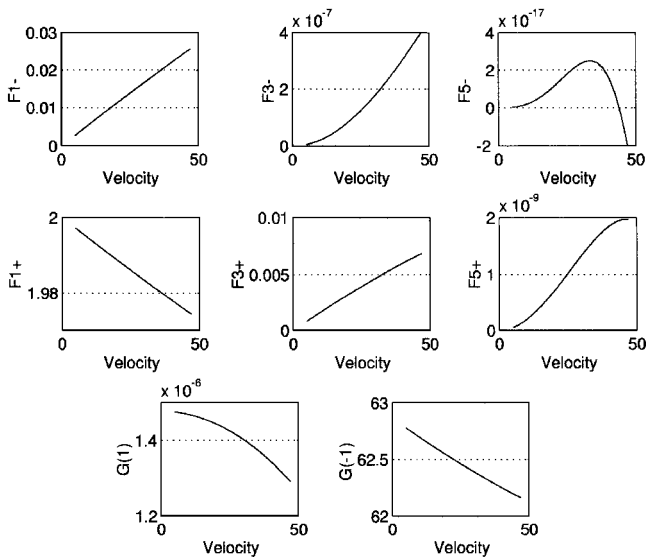 0.03
0.02
0.01
0
0
50
Velocity
F1-
x 10^-7
4
2
0
0
50
Velocity
F3-
x 10^-17
4
2
0
-2
0
50
Velocity
F5-
2
1.98
0
50
Velocity
F1+
0.01
0.005
0
0
50
Velocity
F3+
x 10^-9
2
1
0
0
50
Velocity
F5+
x 10^-6
1.4
1.2
0
50
Velocity
G(1)
63
62.5
62
0
50
Velocity
G(-1)